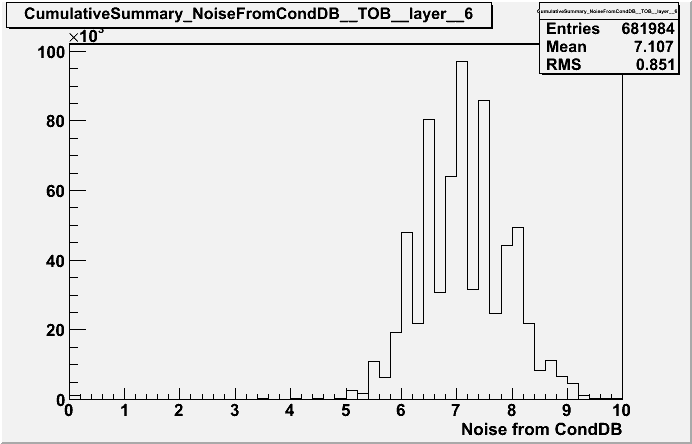 CumulativeSummary_NoiseFromCondDB__TOB__layer__6
CumulativeSummary_NoiseFromCondDB__TOB__layer__6
Entries 681984
Mean 7.107
RMS 0.851
×10³
100
80
60
40
20
0
0 1 2 3 4 5 6 7 8 9 10
Noise from CondDB